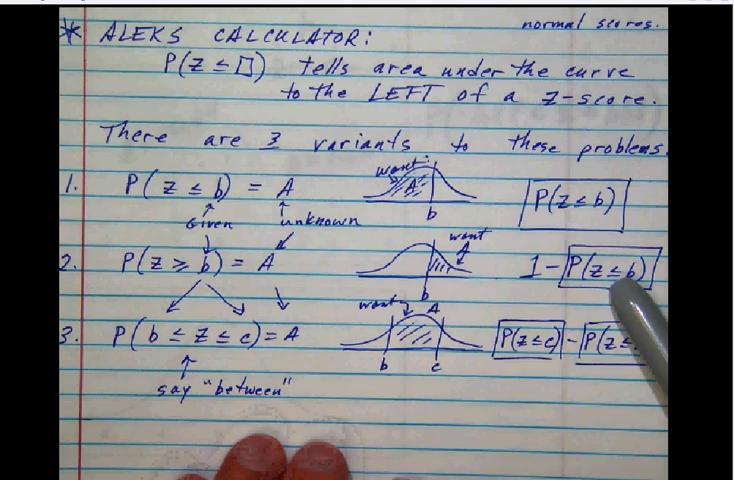 normal scores.
* ALEKS CALCULATOR:
P(Z ≤ □) tells area under the curve
to the LEFT of a z-score.
There are 3 variants to these problems.
want:
1. P(z ≤ b) = A A P(z ≤ b)
b
Given unknown
want
2. P(z ≥ b) = A A 1 - P(z ≤ b)
b
want A
3. P(b ≤ z ≤ c) = A P(z ≤ c) - P(z ≤
b c
say "between"